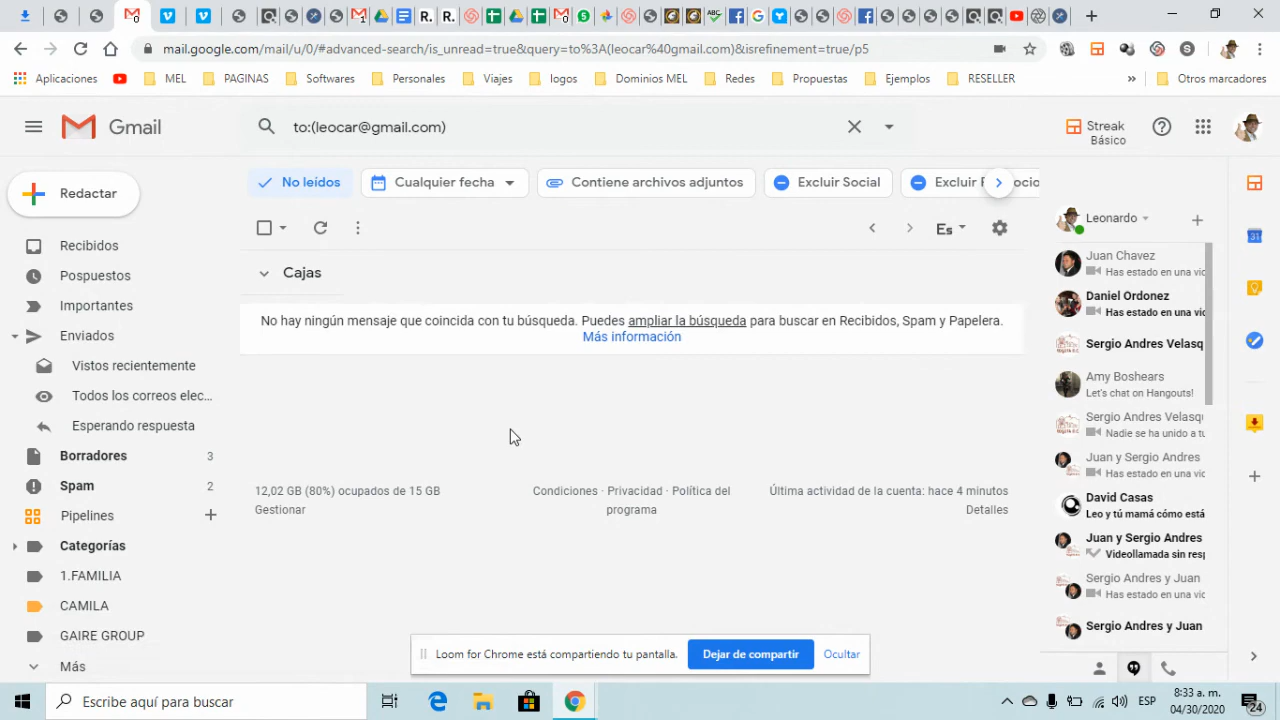 mail.google.com/mail/u/0/#advanced-search/is_unread=true&query=to%3A(leocar%40gmail.com)&isrefinement=true/p5
Aplicaciones
MEL
PAGINAS
Softwares
Personales
Viajes
Logos
Dominios MEL
Redes
Propuestas
Ejemplos
RESELLER
»
Otros marcadores
Gmail
to:(leocar@gmail.com)
Streak
Básico
Redactar
No leídos
Cualquier fecha
Contiene archivos adjuntos
Excluir Social
Excluir
Es
Recibidos
Pospuestos
Importantes
Enviados
Vistos recientemente
Todos los correos elec...
Esperando respuesta
Borradores 3
Spam 2
Pipelines
Categorías
1.FAMILIA
CAMILA
GAIRE GROUP
Más
Cajas
No hay ningún mensaje que coincida con tu búsqueda. Puedes ampliar la búsqueda para buscar en Recibidos, Spam y Papelera.
Más información
12,02 GB (80%) ocupados de 15 GB
Gestionar
Condiciones · Privacidad · Política del
programa
Última actividad de la cuenta: hace 4 minutos
Detalles
Leonardo
Juan Chavez
Has estado en una vic
Daniel Ordonez
Has estado en una vic
Sergio Andres Velasq
Amy Boshears
Let's chat on Hangouts!
Sergio Andres Velasqu
Nadie se ha unido a tu
Juan y Sergio Andres
Has estado en una vic
David Casas
Leo y tú mamá cómo está
Juan y Sergio Andres
Videollamada sin resp
Sergio Andres y Juan
Has estado en una vic
Sergio Andres y Juan
Loom for Chrome está compartiendo tu pantalla.
Dejar de compartir
Ocultar
Escribe aquí para buscar
ESP
8:33 a. m.
04/30/2020
24